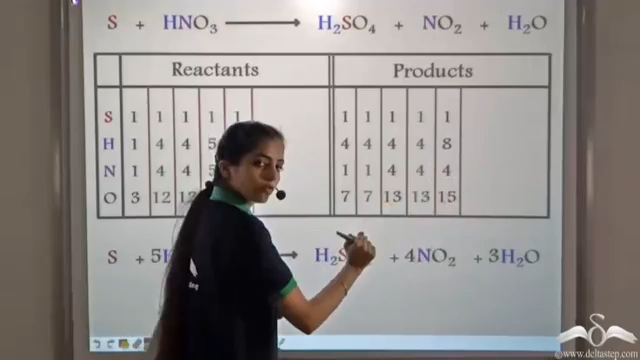 S + HNO₃ ⟶ H₂SO₄ + NO₂ + H₂O
Reactants Products
S 1 1 1 1 1 1 1 1 1 1
H 1 4 4 5 4 4 4 4 8
N 1 4 4 5 1 1 4 4 4
O 3 12 12 7 7 13 13 15
S + 5H → H₂S + 4NO₂ + 3H₂O
www.deltastep.com